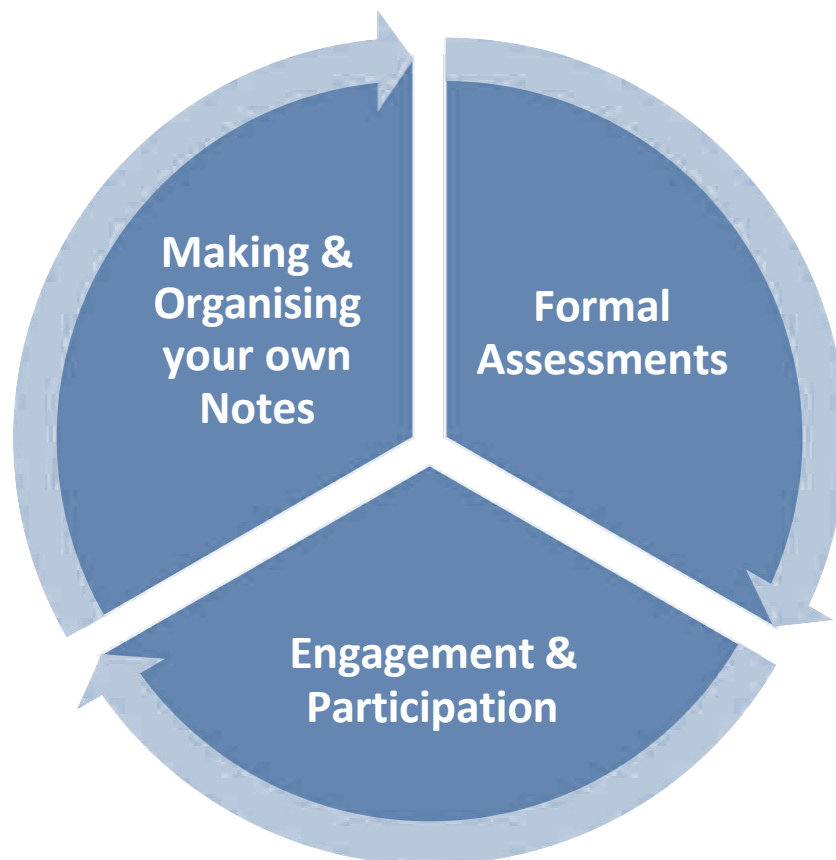 Making &
Organising
your own
Notes
Formal
Assessments
Engagement &
Participation